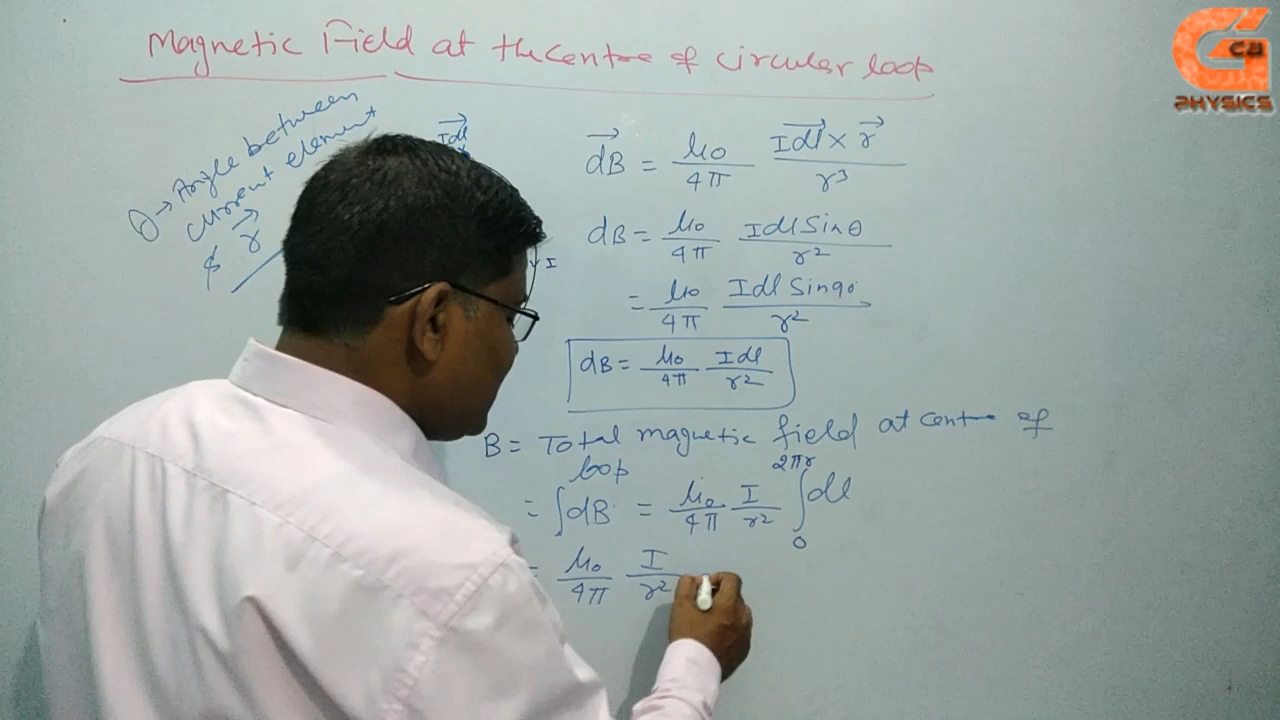 Magnetic Field at the Centre of circular loop
Gca
PHYSICS
θ → Angle between
current element
& r⃗
Idl⃗
I
dB⃗ = μ0/4π Idl⃗ × r⃗/r³
dB = μ0/4π Idl Sinθ/r²
= μ0/4π Idl Sin90°/r²
dB = μ0/4π Idl/r²
B = Total magnetic field at centre of
loop
= ∫dB = μ0/4π I/r² ∫₀^2πr dl
= μ0/4π I/r²